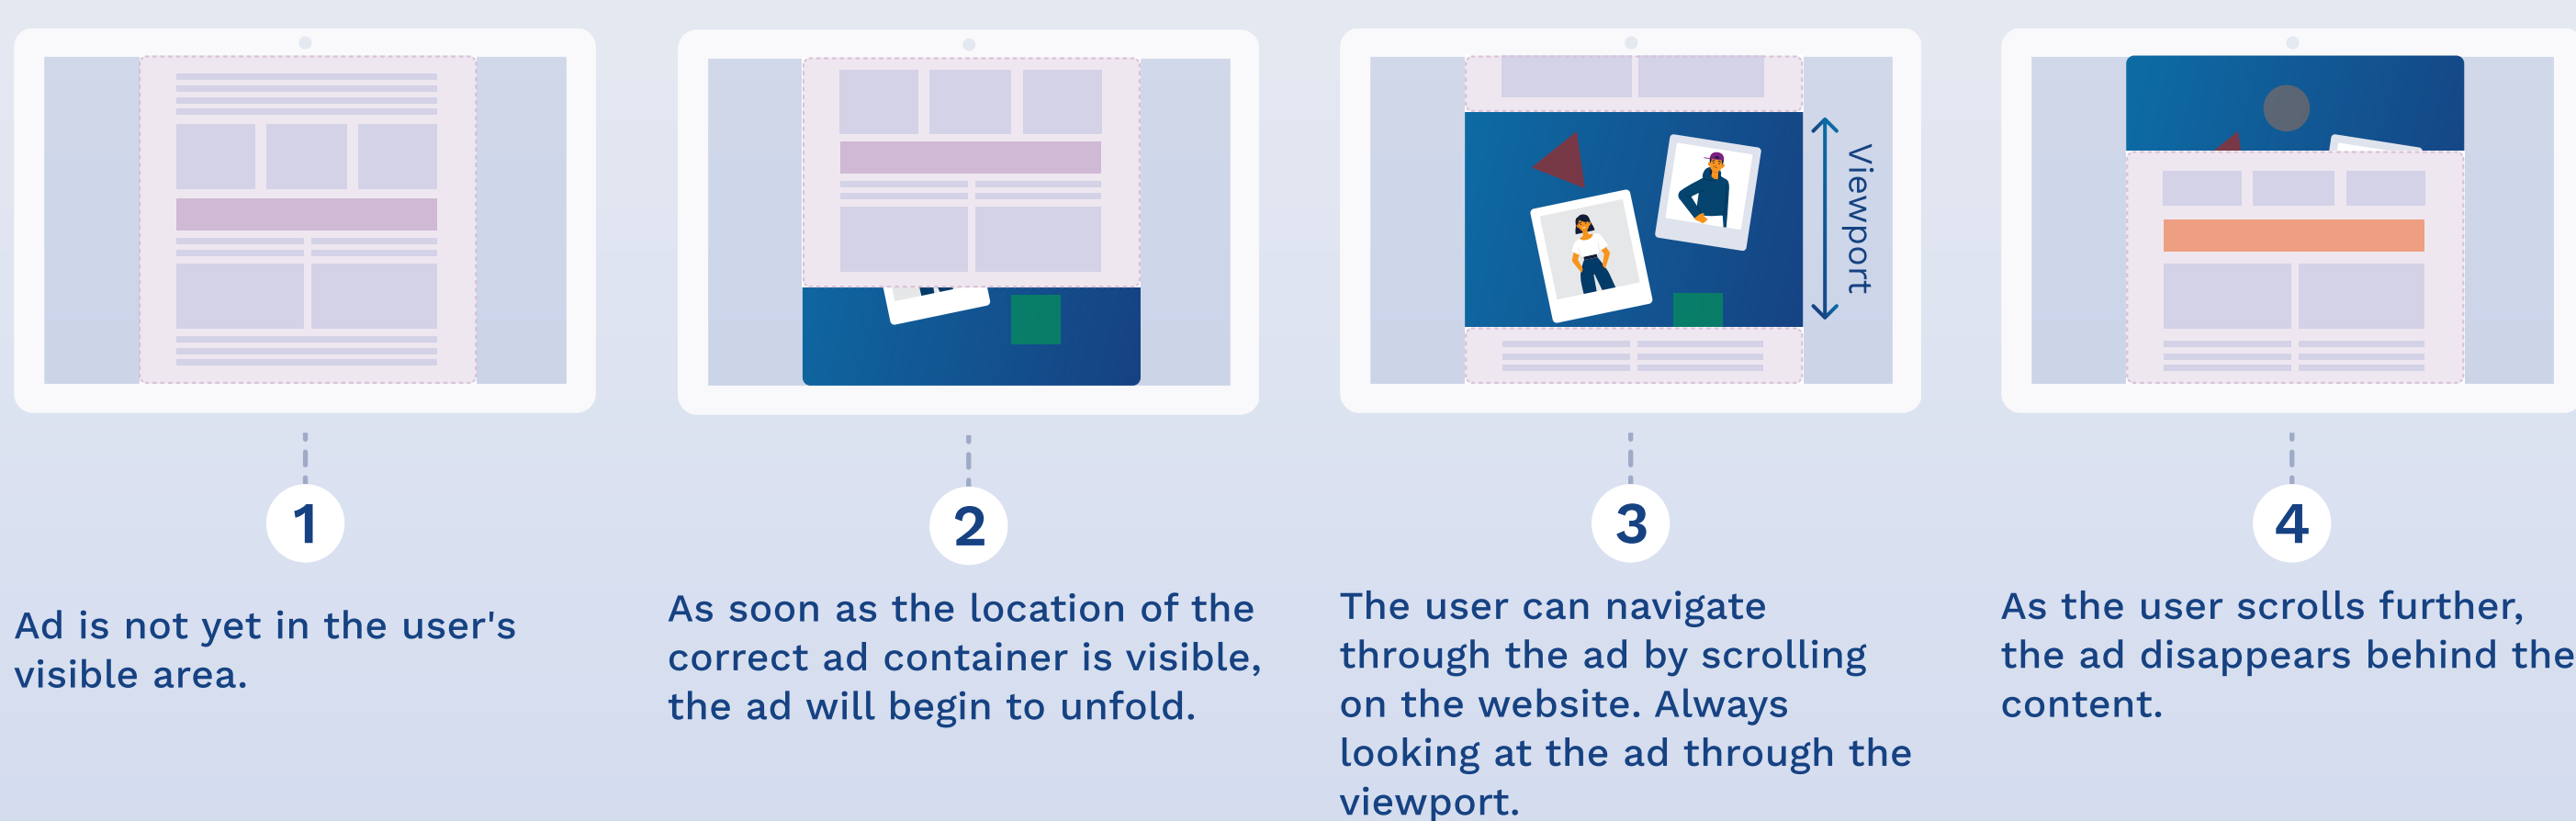 Viewport
1
Ad is not yet in the user's
visible area.
2
As soon as the location of the
correct ad container is visible,
the ad will begin to unfold.
3
The user can navigate
through the ad by scrolling
on the website. Always
looking at the ad through the
viewport.
4
As the user scrolls further,
the ad disappears behind the
content.